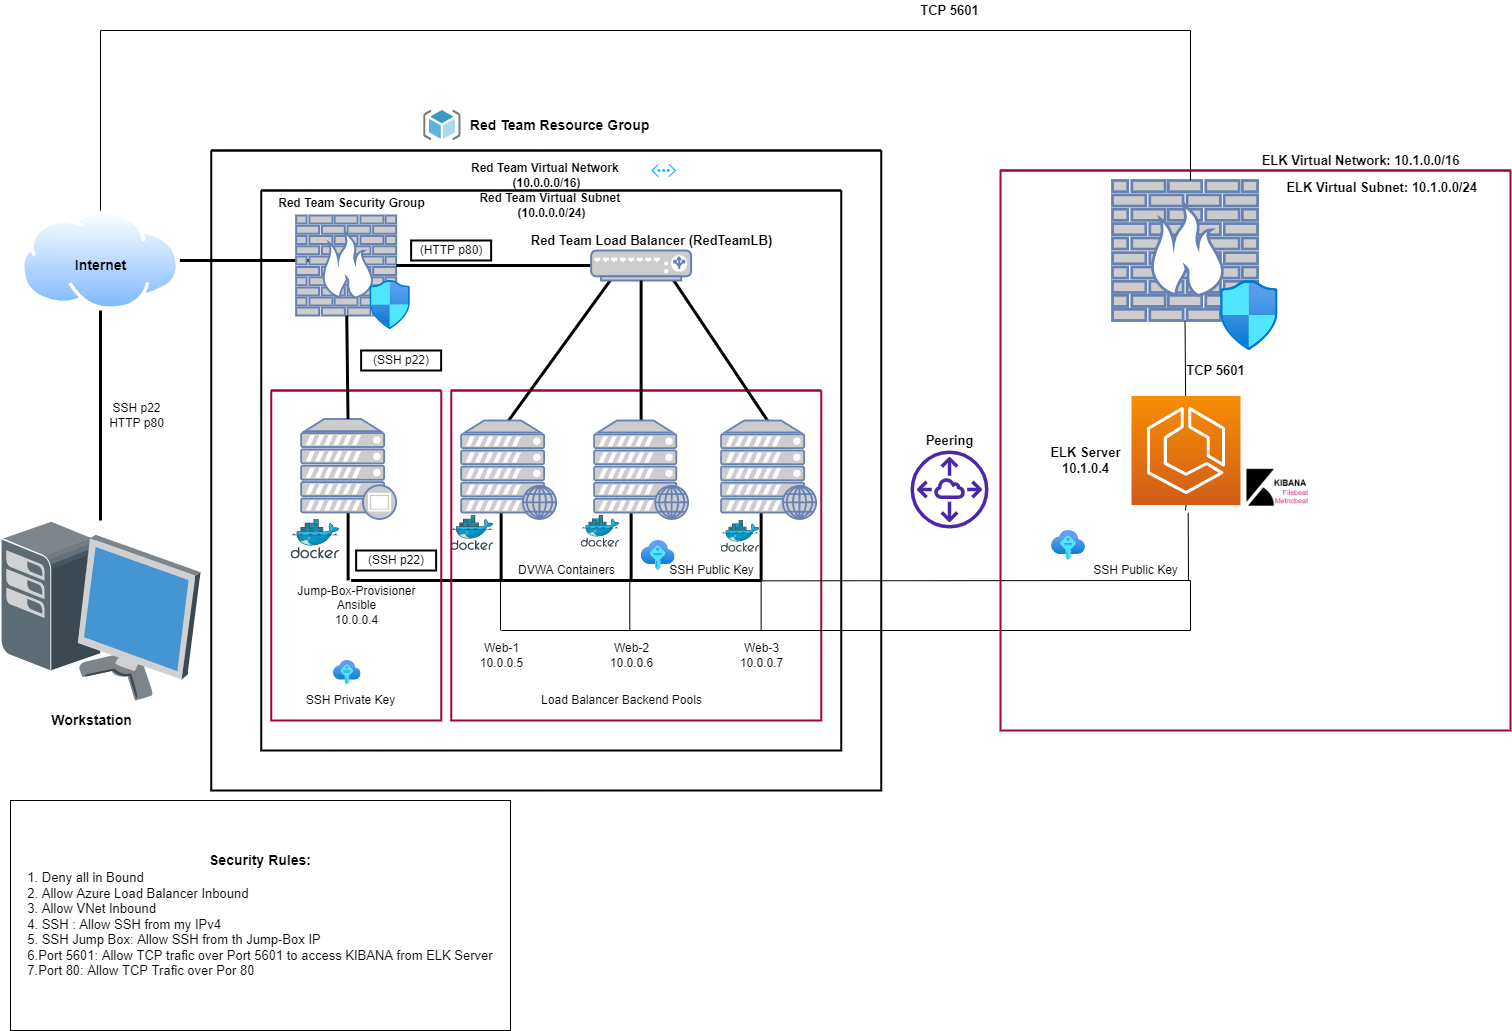 TCP 5601
Red Team Resource Group
ELK Virtual Network: 10.1.0.0/16
Red Team Virtual Network
(10.0.0.0/16)
ELK Virtual Subnet: 10.1.0.0/24
Red Team Virtual Subnet
(10.0.0.0/24)
Red Team Security Group
Red Team Load Balancer (RedTeamLB)
(HTTP p80)
Internet
(SSH p22)
TCP 5601
SSH p22
HTTP p80
Peering
ELK Server
10.1.0.4
KIBANA
Filebeat
Metricbeat
docker
docker
docker
docker
(SSH p22)
DVWA Containers
SSH Public Key
SSH Public Key
Jump-Box-Provisioner
Ansible
10.0.0.4
Web-1
10.0.0.5
Web-2
10.0.0.6
Web-3
10.0.0.7
SSH Private Key
Load Balancer Backend Pools
Workstation
Security Rules:
1. Deny all in Bound
2. Allow Azure Load Balancer Inbound
3. Allow VNet Inbound
4. SSH : Allow SSH from my IPv4
5. SSH Jump Box: Allow SSH from th Jump-Box IP
6.Port 5601: Allow TCP trafic over Port 5601 to access KIBANA from ELK Server
7.Port 80: Allow TCP Trafic over Por 80